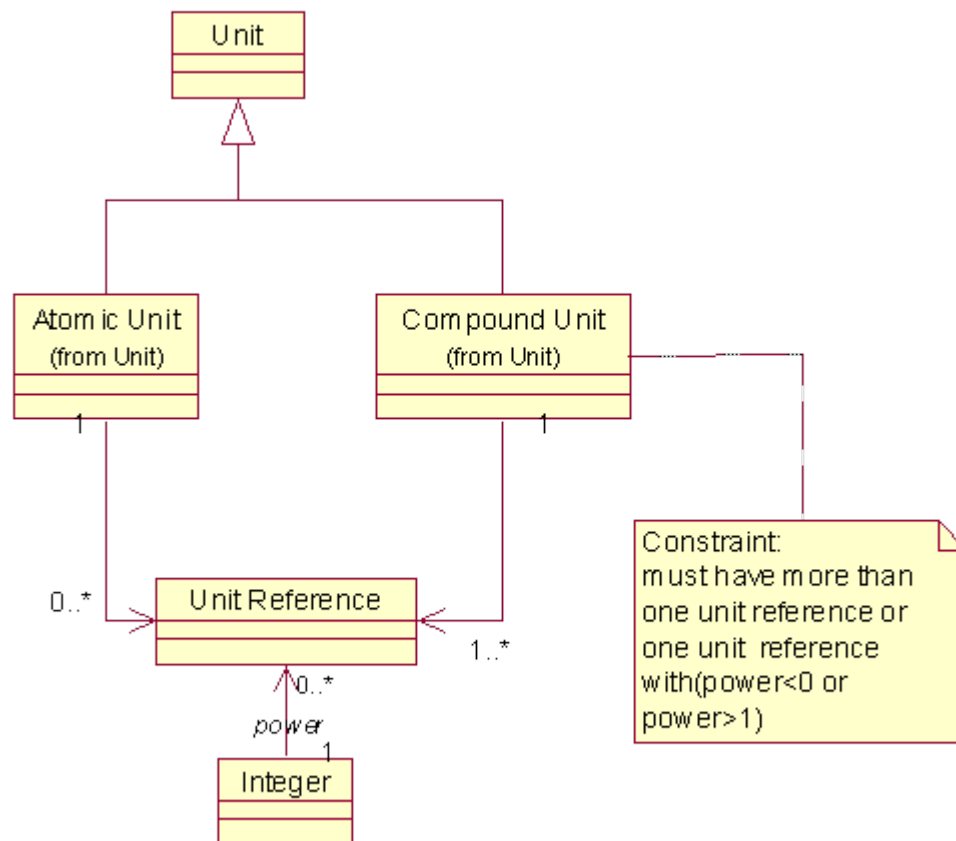 Unit
Atomic Unit
(from Unit)
1
Compound Unit
(from Unit)
1
Constraint:
must have more than
one unit reference or
one unit reference
with(power<0 or
power>1)
0..*
Unit Reference
1..*
0..*
power
1
Integer